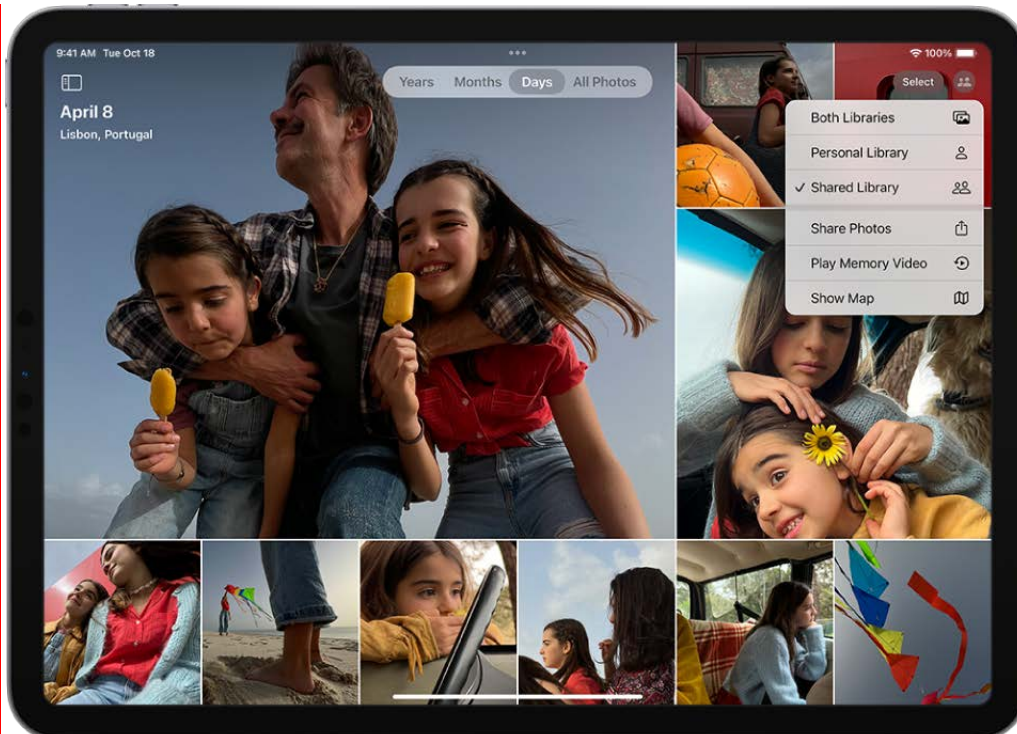 9:41 AM Tue Oct 18
100%
Years Months Days All Photos
Select
April 8
Lisbon, Portugal
Both Libraries
Personal Library
Shared Library
Share Photos
Play Memory Video
Show Map